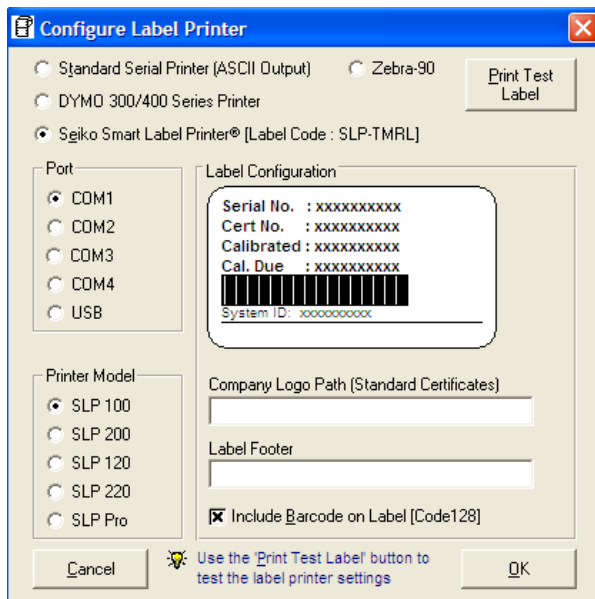 Configure Label Printer
Standard Serial Printer (ASCII Output)
Zebra-90
Print Test
Label
DYMO 300/400 Series Printer
Seiko Smart Label Printer® [Label Code : SLP-TMRL]
Port
COM1
COM2
COM3
COM4
USB
Label Configuration
Serial No. : xxxxxxxxxx
Cert No. : xxxxxxxxxx
Calibrated : xxxxxxxxxx
Cal. Due : xxxxxxxxxx
System ID: xxxxxxxxxx
Printer Model
SLP 100
SLP 200
SLP 120
SLP 220
SLP Pro
Company Logo Path (Standard Certificates)
Label Footer
Include Barcode on Label [Code128]
Cancel
Use the 'Print Test Label' button to
test the label printer settings
OK